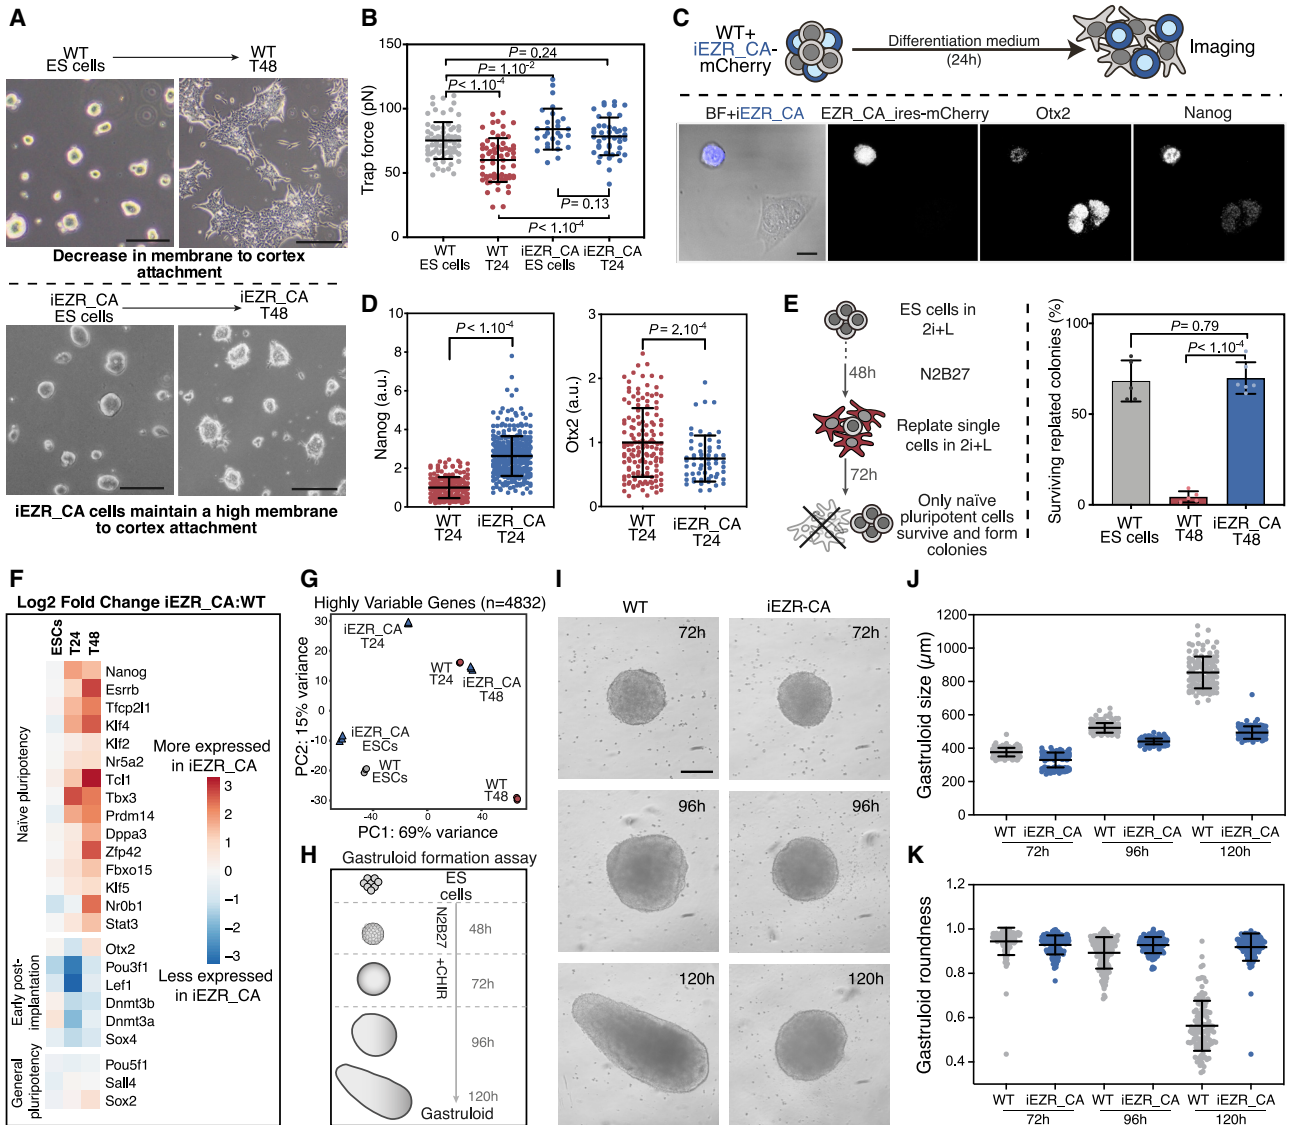 A
WT
ES cells
WT
T48
Decrease in membrane to cortex
attachment
iEZR_CA
ES cells
iEZR_CA
T48
iEZR_CA cells maintain a high membrane
to cortex attachment
B
Trap force (pN)
150
100
50
0
P= 0.24
P= 1.10-2
P< 1.10-4
P= 0.13
P< 1.10-4
WT
ES cells
WT
T24
iEZR_CA
ES cells
iEZR_CA
T24
C
WT+
iEZR_CA-
mCherry
Differentiation medium
(24h)
Imaging
BF+iEZR_CA
EZR_CA_ires-mCherry
Otx2
Nanog
D
Nanog (a.u.)
10
8
6
4
2
0
P< 1.10-4
WT
T24
iEZR_CA
T24
Otx2 (a.u.)
3
2
1
0
P= 2.10-4
WT
T24
iEZR_CA
T24
E
ES cells in
2i+L
48h
N2B27
Replate single
cells in 2i+L
72h
Only naïve
pluripotent cells
survive and form
colonies
Surviving replated colonies (%)
100
50
0
P= 0.79
P< 1.10-4
WT
ES cells
WT
T48
iEZR_CA
T48
F
Log2 Fold Change iEZR_CA:WT
ESCs
T24
T48
Naïve pluripotency
Nanog
Esrrb
Tfcp2l1
Klf4
Klf2
Nr5a2
Tcl1
Tbx3
Prdm14
Dppa3
Zfp42
Fbxo15
Klf5
Nr0b1
Stat3
Early post-
implantation
Otx2
Pou3f1
Lef1
Dnmt3b
Dnmt3a
Sox4
General
pluripotency
Pou5f1
Sall4
Sox2
More expressed
in iEZR_CA
3
2
1
0
−1
−2
−3
Less expressed
in iEZR_CA
G
Highly Variable Genes (n=4832)
PC2: 15% variance
30
20
10
0
-10
-20
-30
iEZR_CA
T24
WT
T24
iEZR_CA
T48
iEZR_CA
ESCs
WT
ESCs
WT
T48
-40
0
40
PC1: 69% variance
H
Gastruloid formation assay
ES
cells
N2B27
48h
+CHIR
72h
96h
120h
Gastruloid
I
WT
iEZR-CA
72h
72h
96h
96h
120h
120h
J
Gastruloid size (µm)
1200
1000
800
600
400
200
0
WT
iEZR_CA
WT
iEZR_CA
WT
iEZR_CA
72h
96h
120h
K
Gastruloid roundness
1.2
1.0
0.8
0.6
0.4
WT
iEZR_CA
WT
iEZR_CA
WT
iEZR_CA
72h
96h
120h